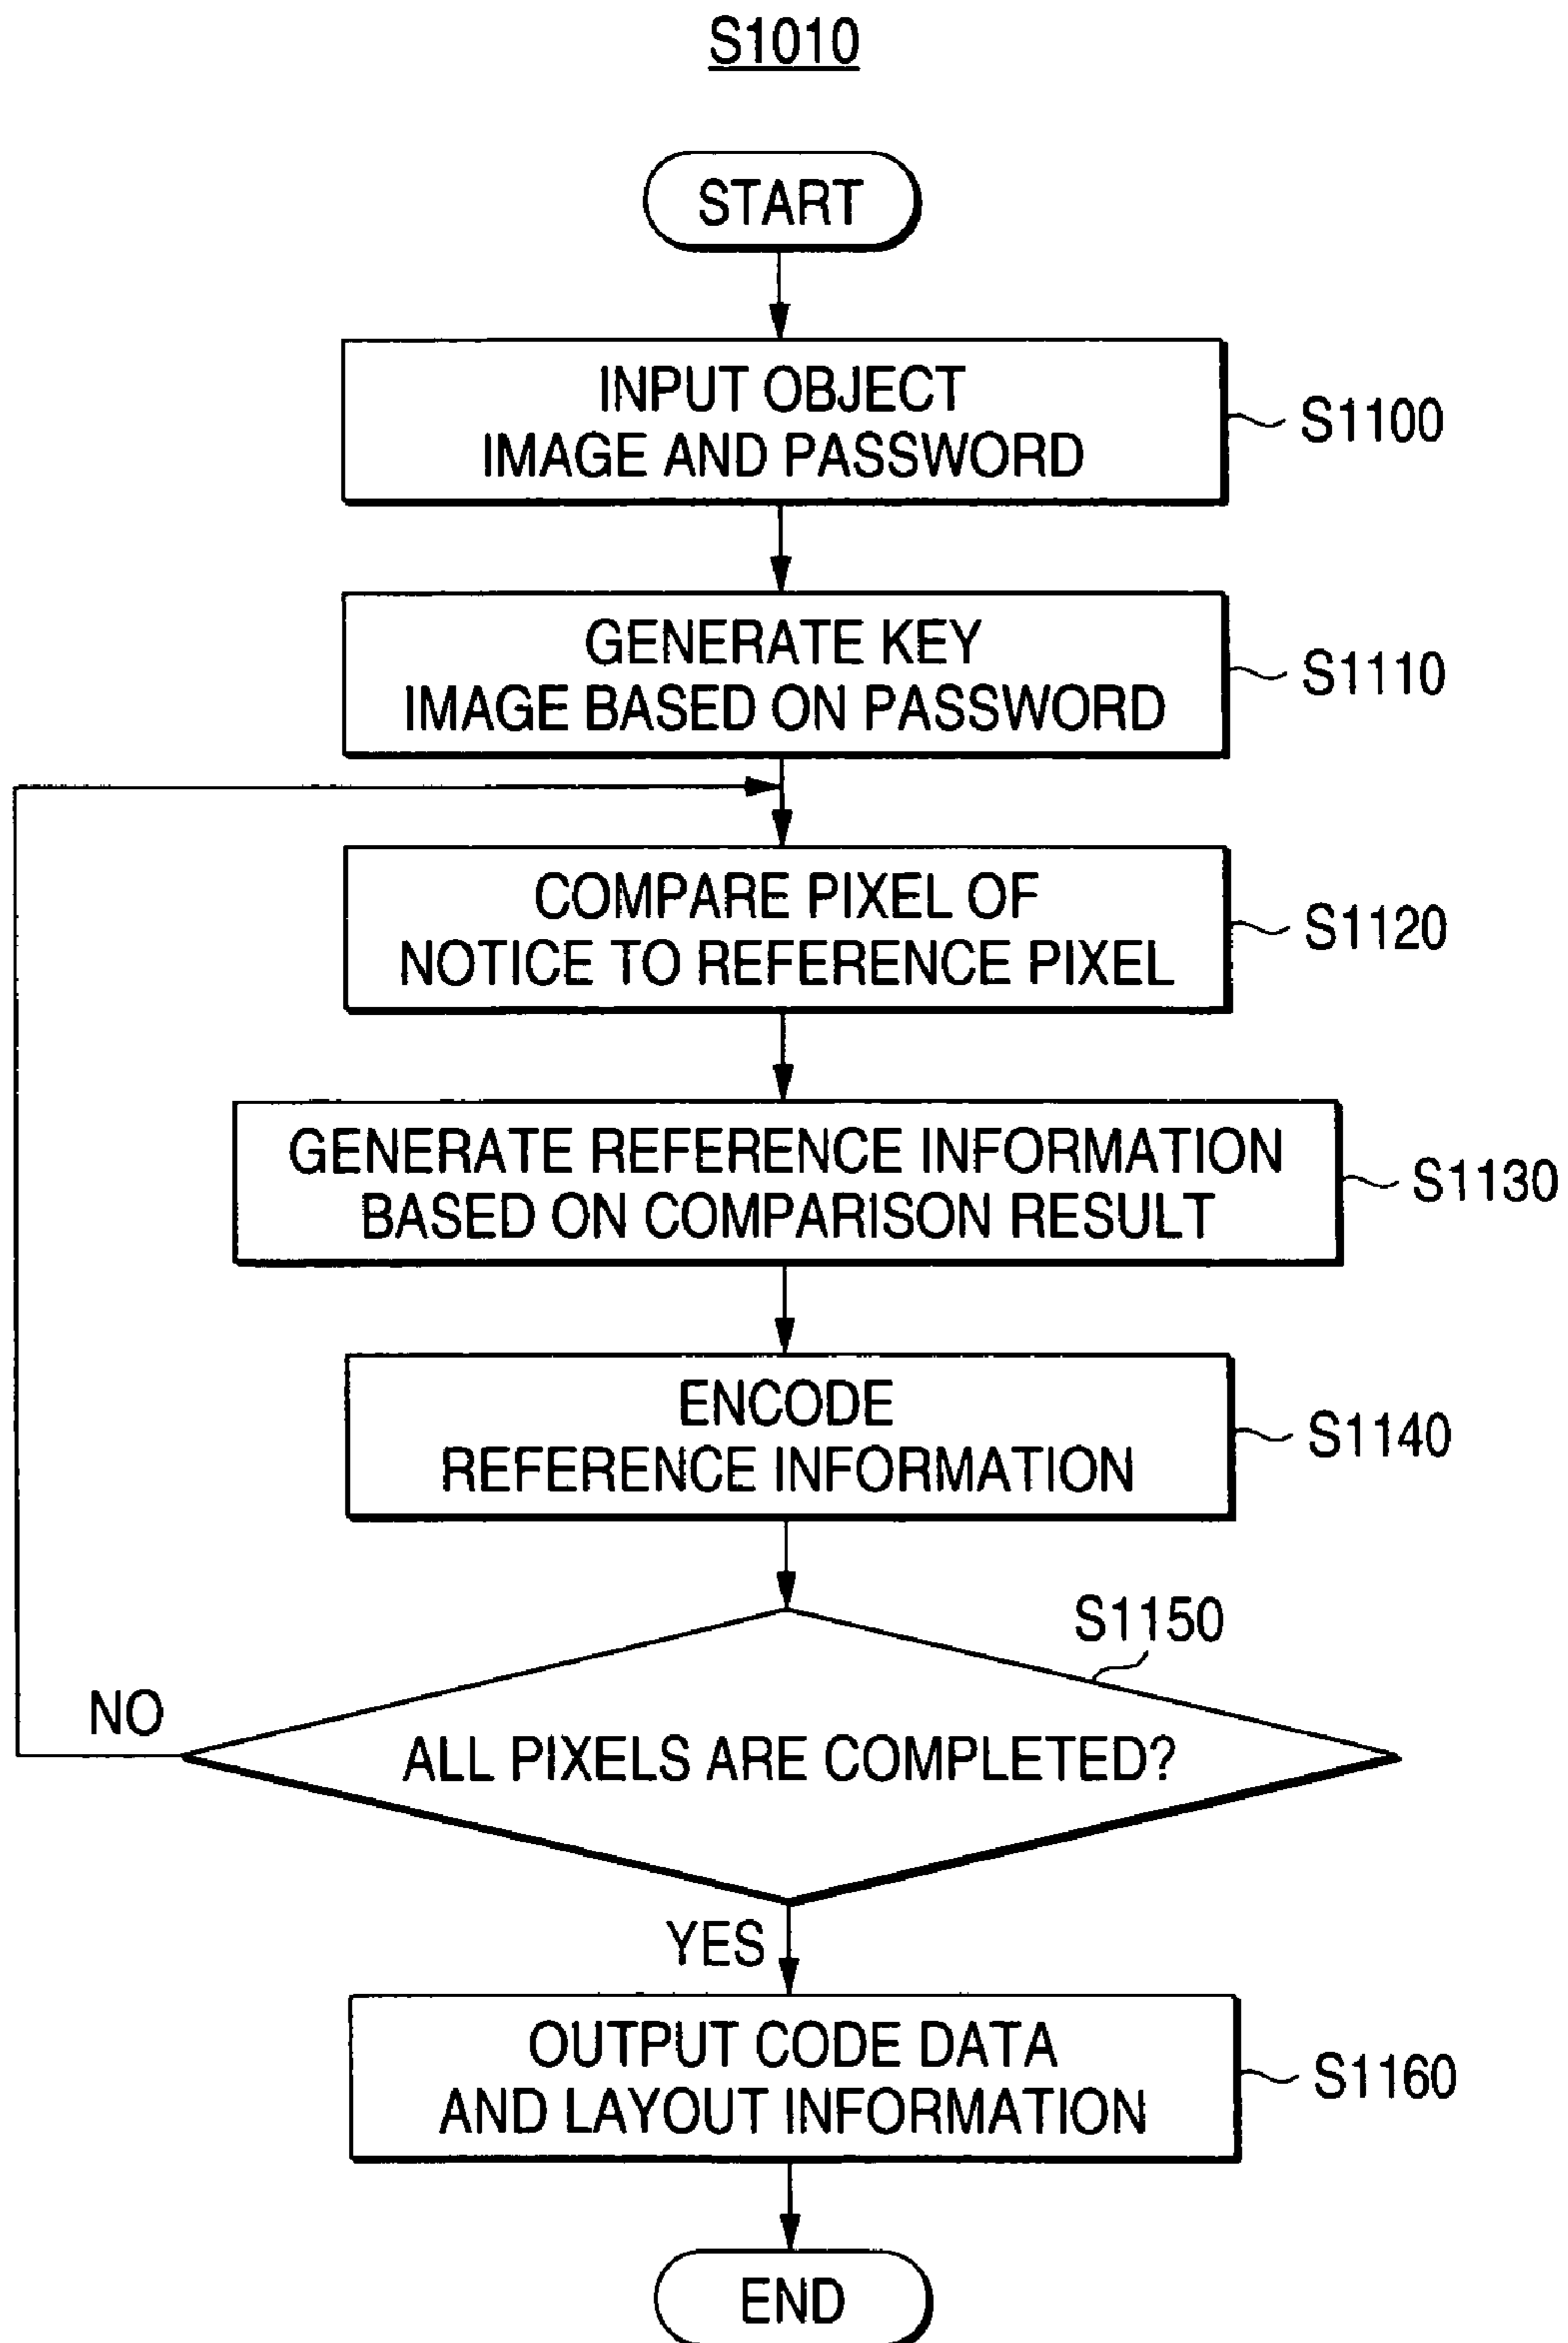 S1010
START
INPUT OBJECT
IMAGE AND PASSWORD
S1100
GENERATE KEY
IMAGE BASED ON PASSWORD
S1110
COMPARE PIXEL OF
NOTICE TO REFERENCE PIXEL
S1120
GENERATE REFERENCE INFORMATION
BASED ON COMPARISON RESULT
S1130
ENCODE
REFERENCE INFORMATION
S1140
S1150
NO
ALL PIXELS ARE COMPLETED?
YES
OUTPUT CODE DATA
AND LAYOUT INFORMATION
S1160
END